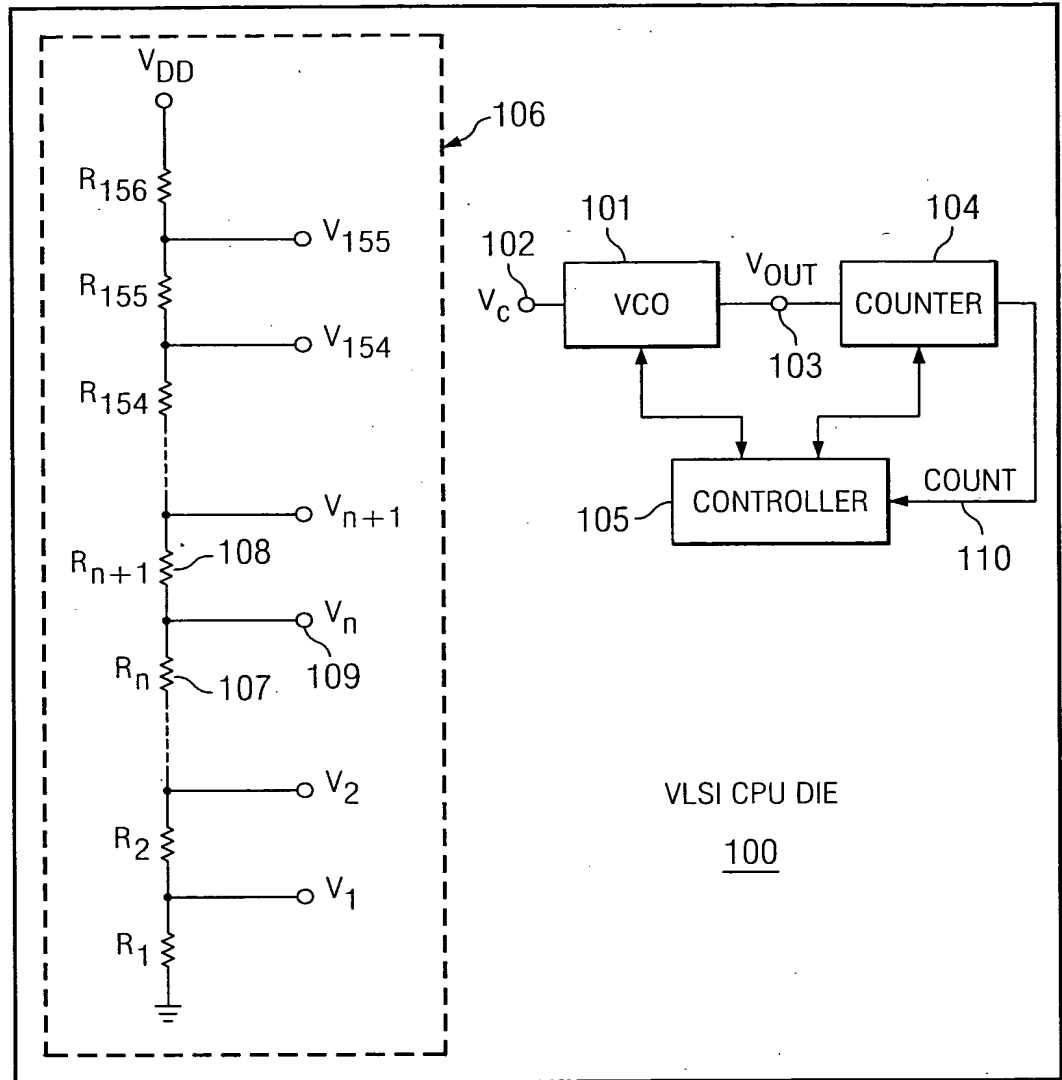 V_DD
106
R_156
V_155
R_155
V_154
R_154
V_n+1
R_n+1
108
V_n
R_n
107
109
V_2
R_2
V_1
R_1
101
104
102
V_C
VCO
V_OUT
COUNTER
103
COUNT
CONTROLLER
105
110
VLSI CPU DIE
100